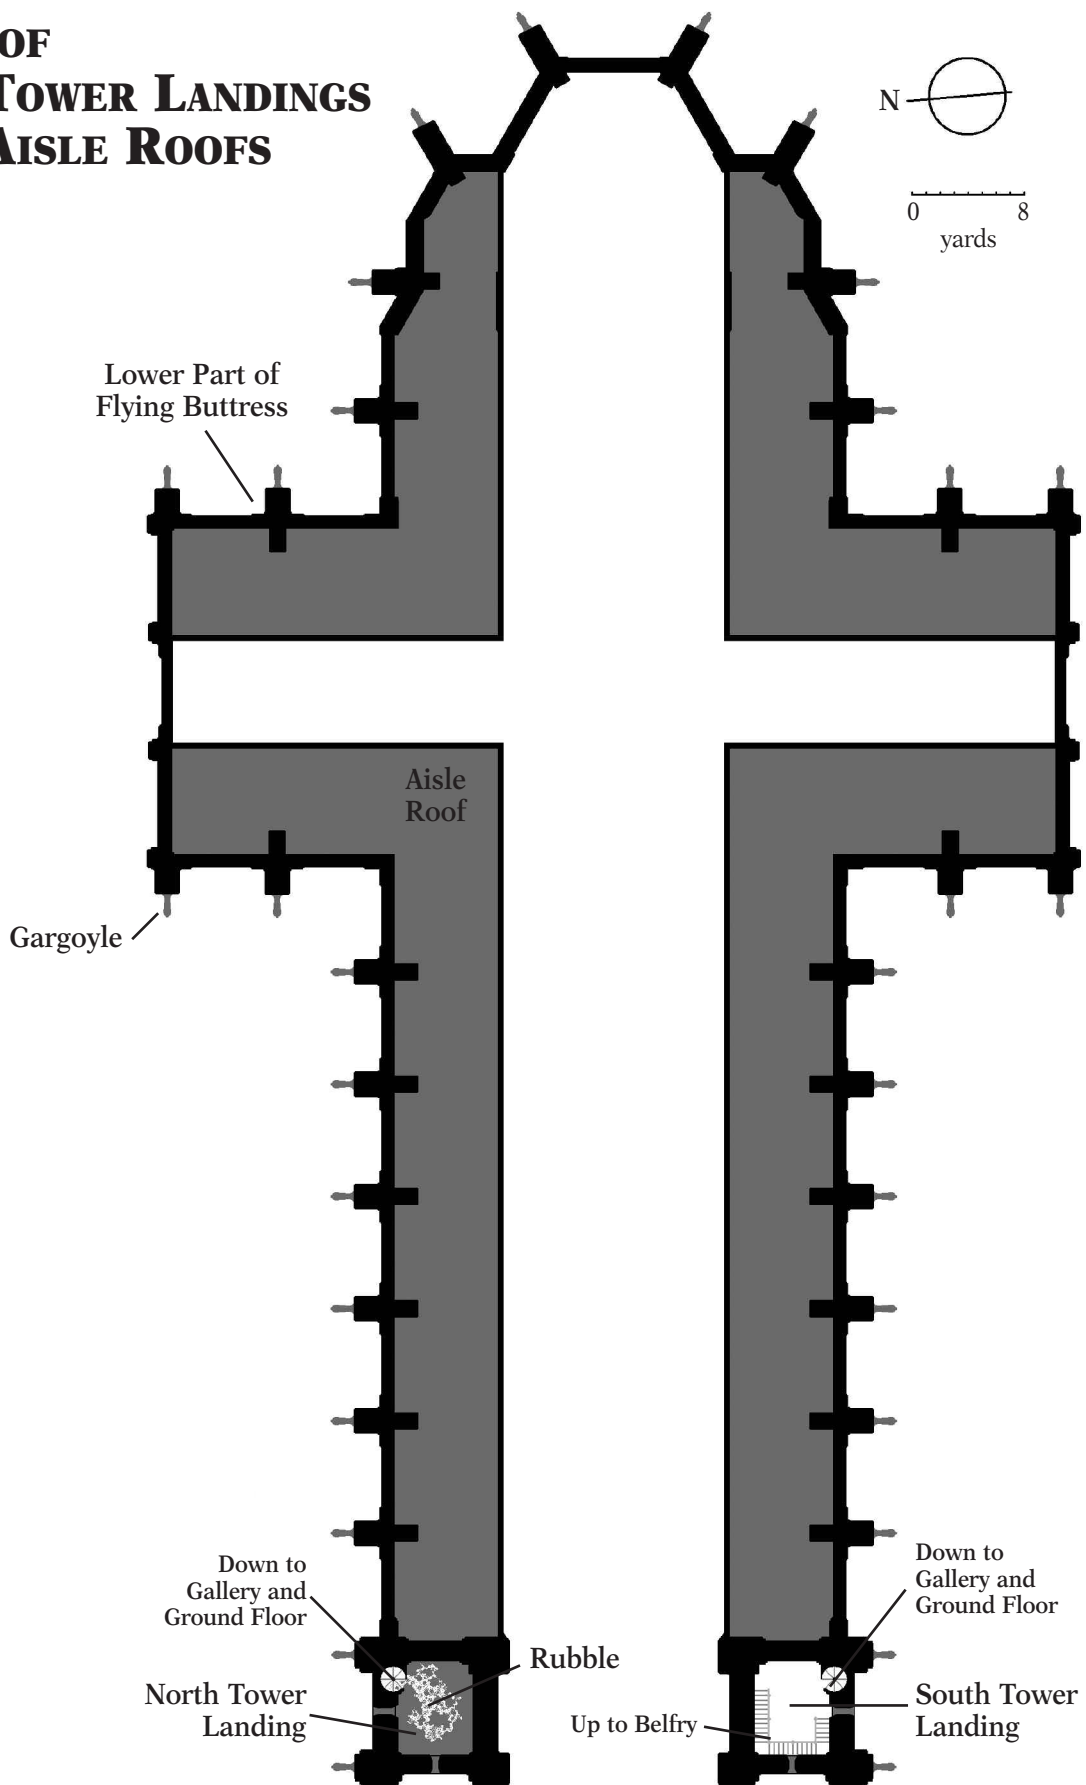 OF
TOWER LANDINGS
AISLE ROOFS
N
0 8
yards
Lower Part of
Flying Buttress
Aisle
Roof
Gargoyle
Down to
Gallery and
Ground Floor
Down to
Gallery and
Ground Floor
Rubble
North Tower
Landing
Up to Belfry
South Tower
Landing